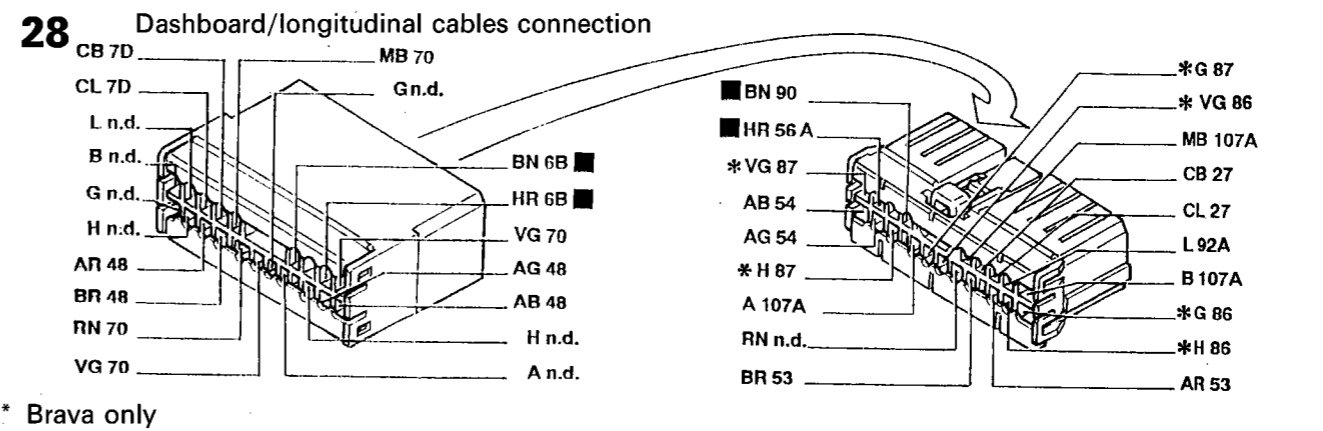 28 Dashboard/longitudinal cables connection
CB 7D
MB 70
CL 7D
G n.d.
L n.d.
B n.d.
G n.d.
H n.d.
AR 48
BR 48
RN 70
VG 70
BN 6B ■
HR 6B ■
VG 70
AG 48
AB 48
H n.d.
A n.d.
■ BN 90
■ HR 56 A
* VG 87
AB 54
AG 54
* H 87
A 107A
RN n.d.
BR 53
* G 87
* VG 86
MB 107A
CB 27
CL 27
L 92A
B 107A
* G 86
* H 86
AR 53
* Brava only